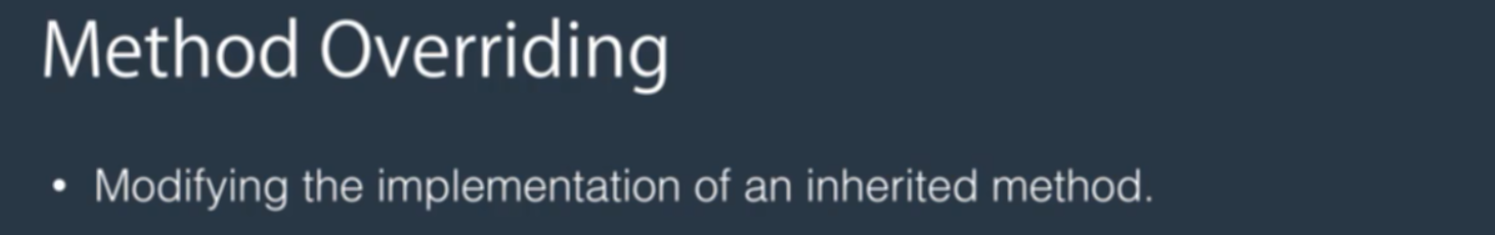 Method Overriding
• Modifying the implementation of an inherited method.